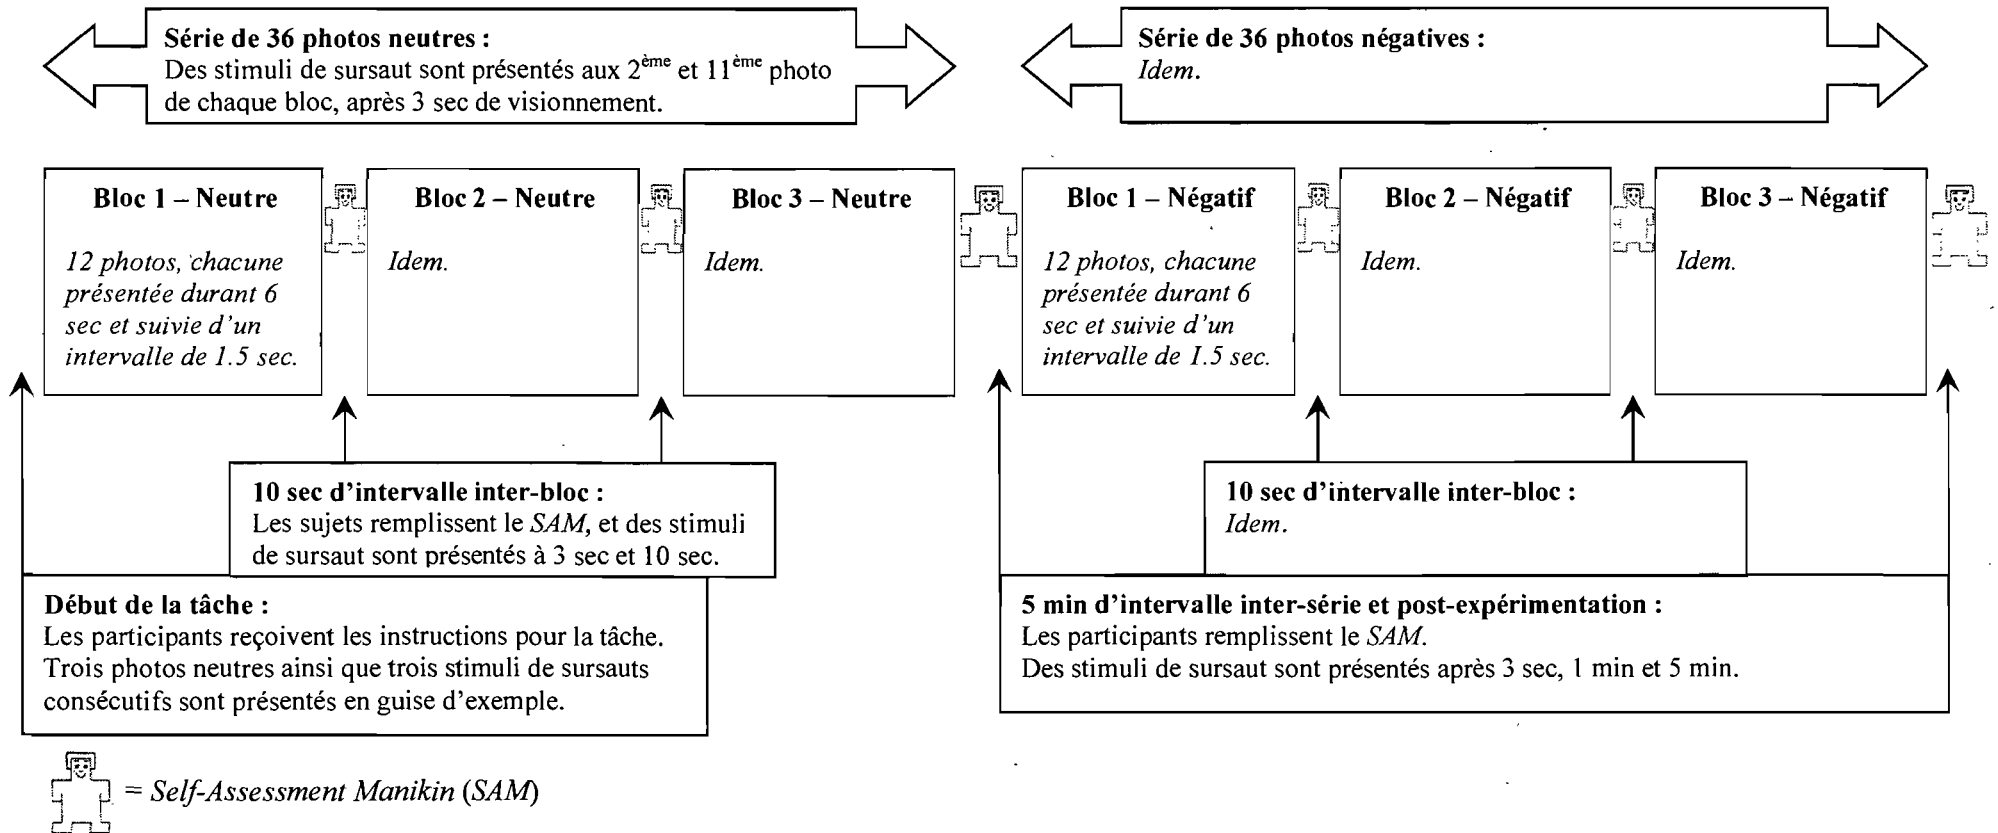 Série de 36 photos neutres :
Des stimuli de sursaut sont présentés aux 2ème et 11ème photo
de chaque bloc, après 3 sec de visionnement.
Série de 36 photos négatives :
Idem.
Bloc 1 – Neutre
12 photos, chacune
présentée durant 6
sec et suivie d'un
intervalle de 1.5 sec.
Bloc 2 – Neutre
Idem.
Bloc 3 – Neutre
Idem.
Bloc 1 – Négatif
12 photos, chacune
présentée durant 6
sec et suivie d'un
intervalle de 1.5 sec.
Bloc 2 – Négatif
Idem.
Bloc 3 – Négatif
Idem.
10 sec d'intervalle inter-bloc :
Les sujets remplissent le SAM, et des stimuli
de sursaut sont présentés à 3 sec et 10 sec.
10 sec d'intervalle inter-bloc :
Idem.
Début de la tâche :
Les participants reçoivent les instructions pour la tâche.
Trois photos neutres ainsi que trois stimuli de sursauts
consécutifs sont présentés en guise d'exemple.
5 min d'intervalle inter-série et post-expérimentation :
Les participants remplissent le SAM.
Des stimuli de sursaut sont présentés après 3 sec, 1 min et 5 min.
= Self-Assessment Manikin (SAM)